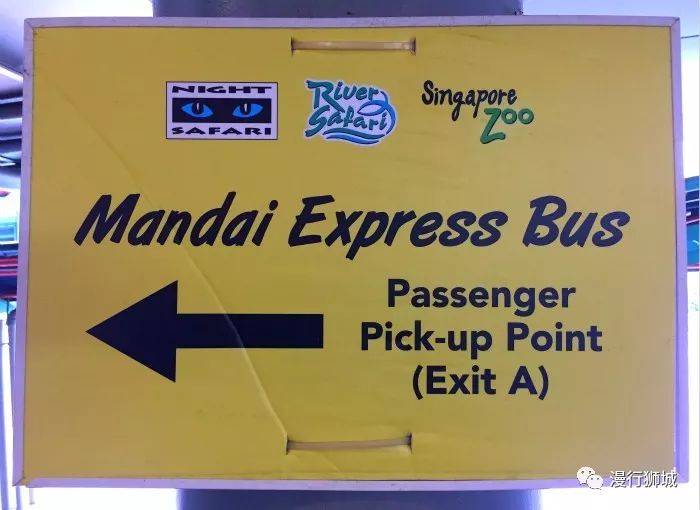 NIGHT
SAFARI
River
Safari
Singapore
Zoo
Mandai Express Bus
Passenger
Pick-up Point
(Exit A)
漫行狮城